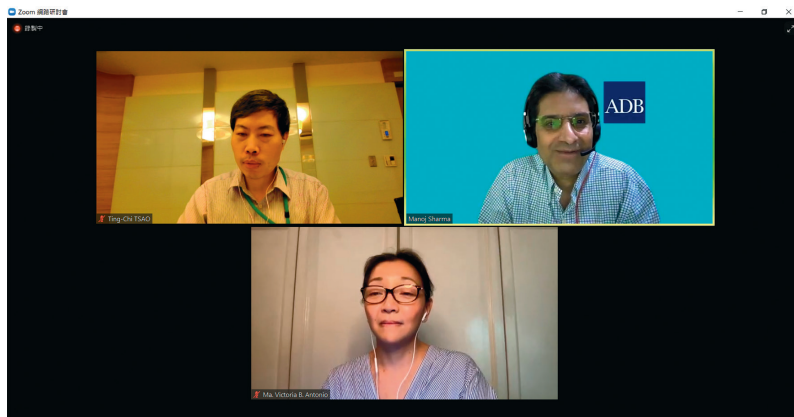 Zoom 網路研討會
錄製中
ADB
Ting-Chi TSAO
Manoj Sharma
Ma. Victoria B. Antonio